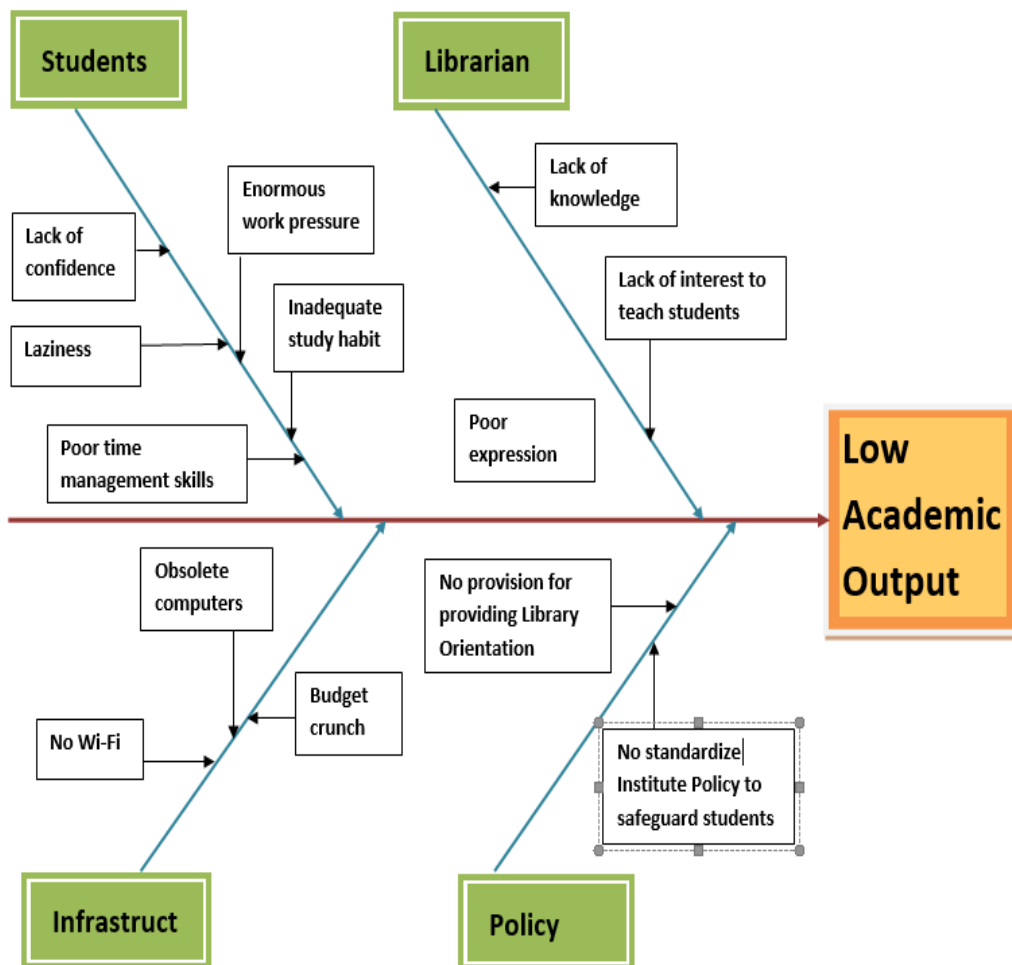 Students
Librarian
Enormous
work pressure
Lack of
knowledge
Lack of
confidence
Lack of interest to
teach students
Inadequate
study habit
Laziness
Poor
expression
Poor time
management skills
Low
Academic
Output
Obsolete
computers
No provision for
providing Library
Orientation
Budget
crunch
No Wi-Fi
No standardize
Institute Policy to
safeguard students
Infrastruct
Policy